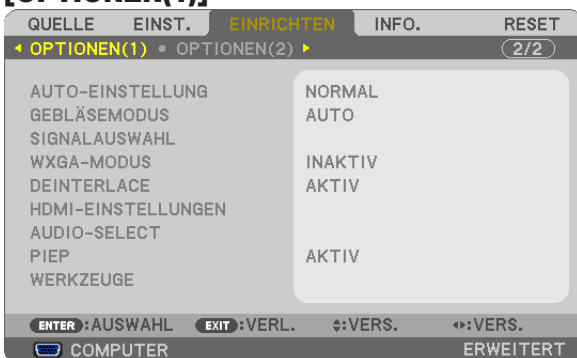 [OPTIONEN(1)]
QUELLE EINST. EINRICHTEN INFO. RESET
OPTIONEN(1) • OPTIONEN(2) 2/2
AUTO-EINSTELLUNG NORMAL
GEBLÄSEMODUS AUTO
SIGNALAUSWAHL
WXGA-MODUS INAKTIV
DEINTERLACE AKTIV
HDMI-EINSTELLUNGEN
AUDIO-SELECT
PIEP AKTIV
WERKZEUGE
ENTER:AUSWAHL EXIT:VERL. :VERS. :VERS.
COMPUTER ERWEITERT